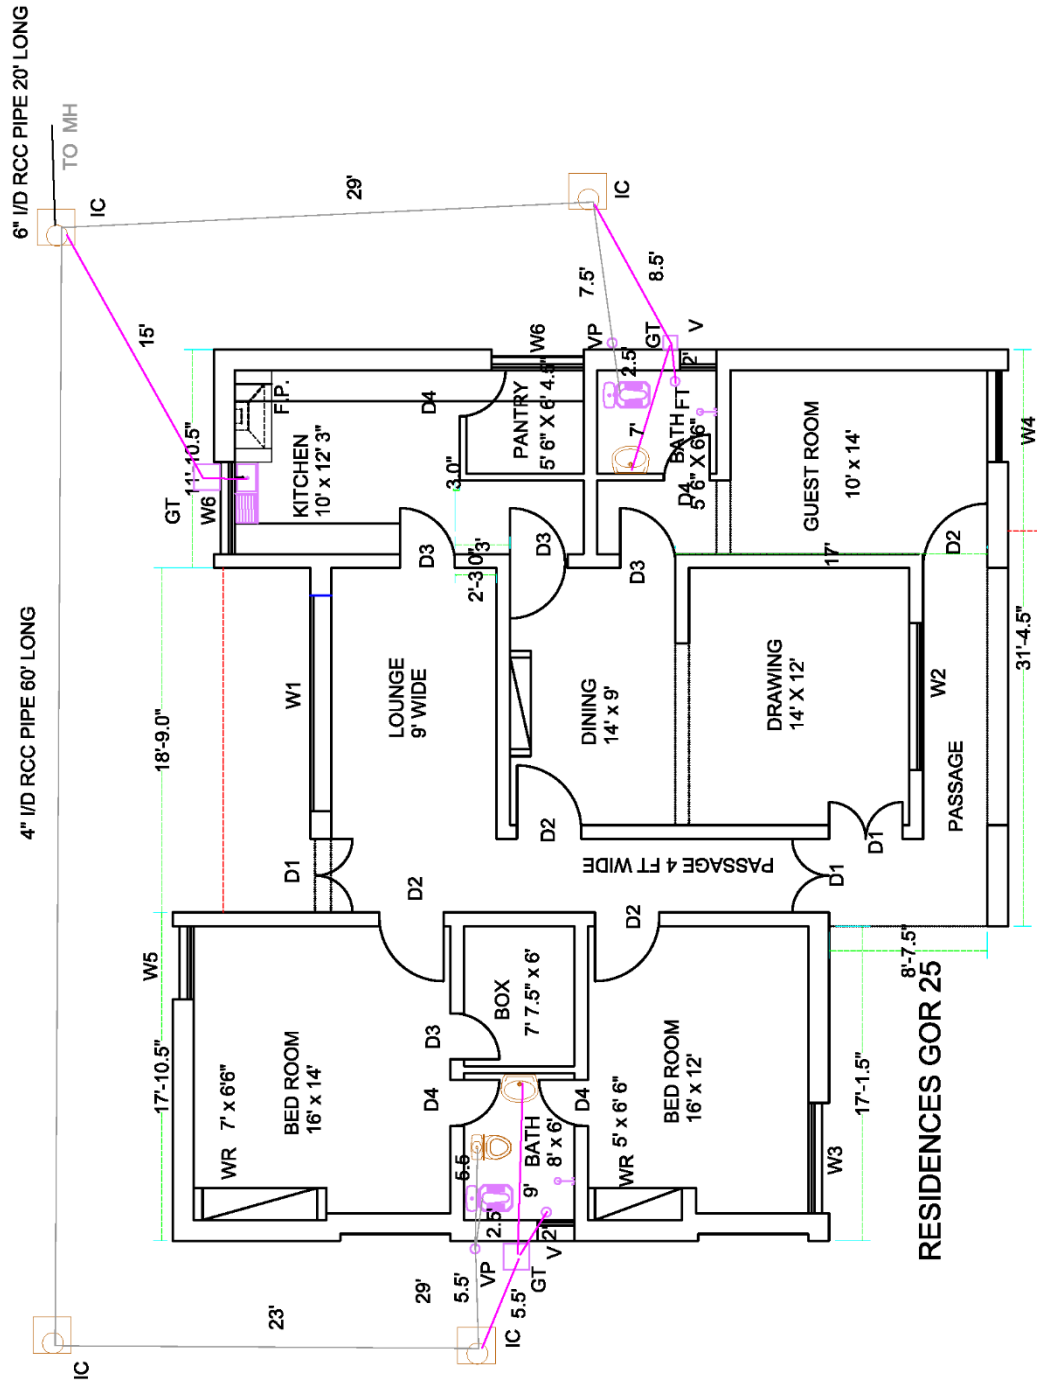 6" I/D RCC PIPE 20' LONG
TO MH
IC
29'
IC
15'
7.5'
8.5'
4" I/D RCC PIPE 60' LONG
GT
11'-10.5"
W6
F.P.
KITCHEN
10' x 12' 3"
D4
W6
PANTRY
5' 6" X 6' 4.5"
VP
GT
V
2.5'
2'
7'
FT
BATH
5' 6" X 6'6"
D4
GUEST ROOM
10' x 14'
W4
3.0"
D3
D3
D3
2'-3.0"
3'
17'
D2
31'-4.5"
18'-9.0"
W1
LOUNGE
9' WIDE
DINING
14' x 9'
DRAWING
14' X 12'
W2
PASSAGE
D1
D2
D2
PASSAGE 4 FT WIDE
D1
D1
D2
8'-7.5"
17'-10.5"
W5
WR 7' x 6'6"
BED ROOM
16' x 14'
D3
D4
BOX
7' 7.5" x 6'
BATH
8' x 6'
D4
5.5
9'
2.5'
2'
V
WR 5' x 6' 6"
BED ROOM
16' x 12'
W3
17'-1.5"
RESIDENCES GOR 25
VP
GT
29'
5.5'
5.5'
IC
23'
IC